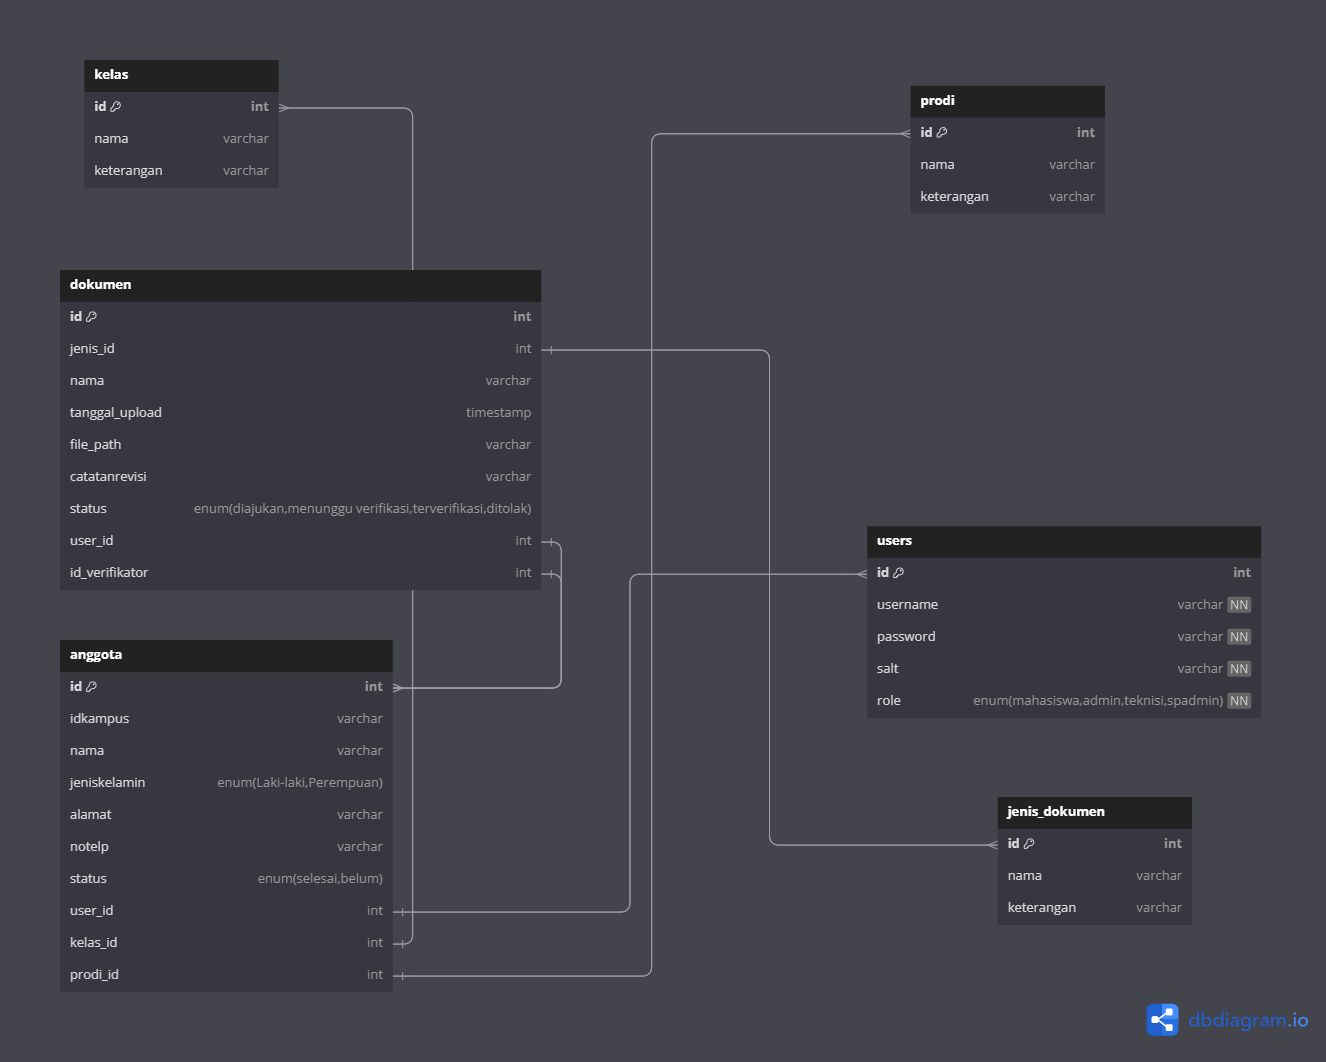 kelas
id int
nama varchar
keterangan varchar
prodi
id int
nama varchar
keterangan varchar
dokumen
id int
jenis_id int
nama varchar
tanggal_upload timestamp
file_path varchar
catatanrevisi varchar
status enum(diajukan,menunggu verifikasi,terverifikasi,ditolak)
user_id int
id_verifikator int
users
id int
username varchar NN
password varchar NN
salt varchar NN
role enum(mahasiswa,admin,teknisi,spadmin) NN
anggota
id int
idkampus varchar
nama varchar
jeniskelamin enum(Laki-laki,Perempuan)
alamat varchar
notelp varchar
status enum(selesai,belum)
user_id int
kelas_id int
prodi_id int
jenis_dokumen
id int
nama varchar
keterangan varchar
dbdiagram.io